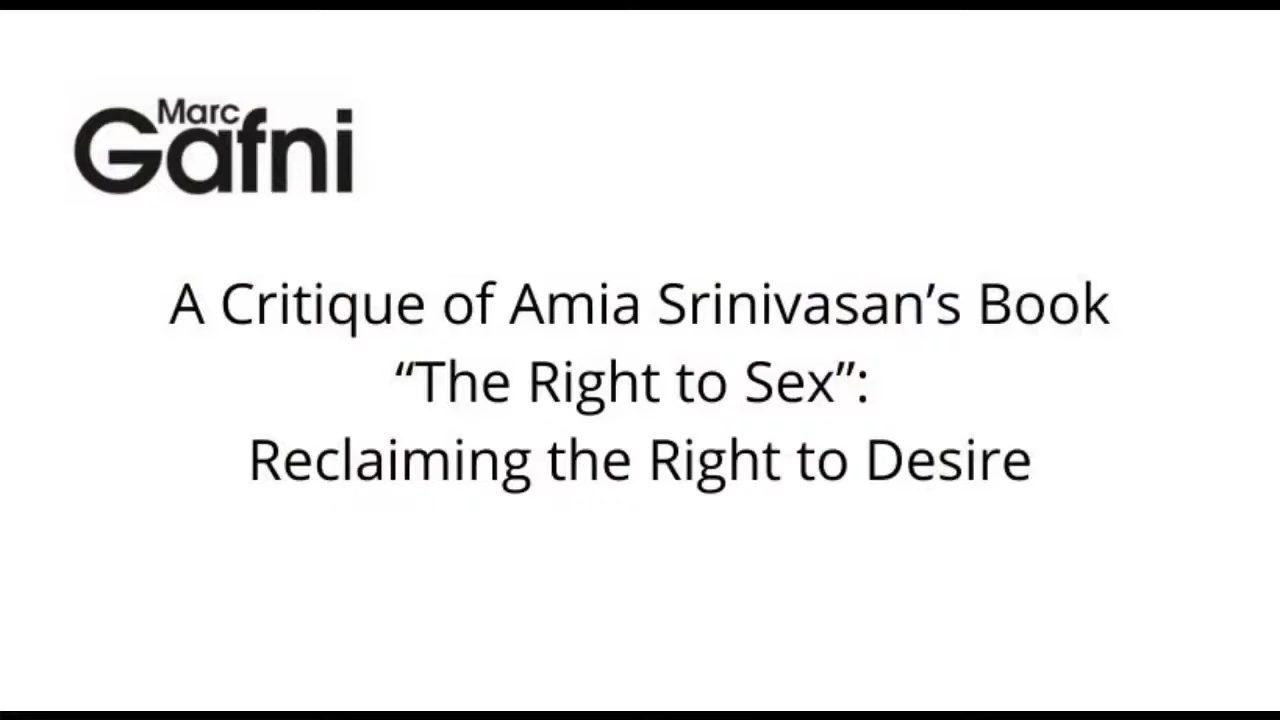 Marc
Gafni
A Critique of Amia Srinivasan’s Book
“The Right to Sex”:
Reclaiming the Right to Desire